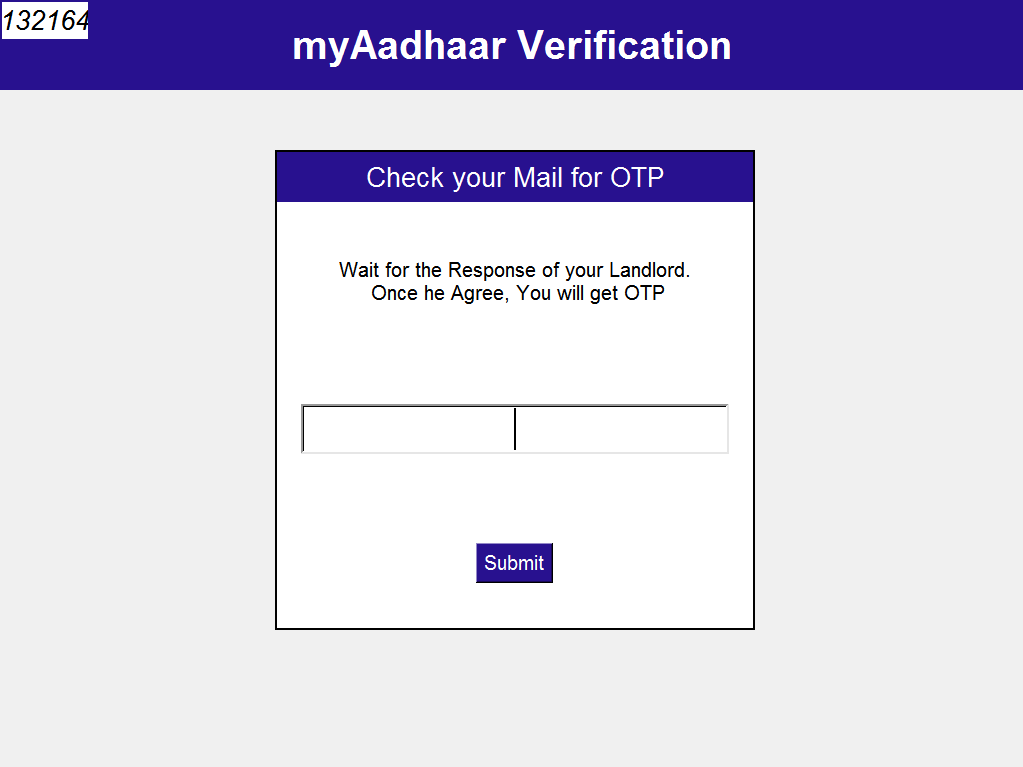 132164
myAadhaar Verification
Check your Mail for OTP
Wait for the Response of your Landlord.
Once he Agree, You will get OTP
Submit